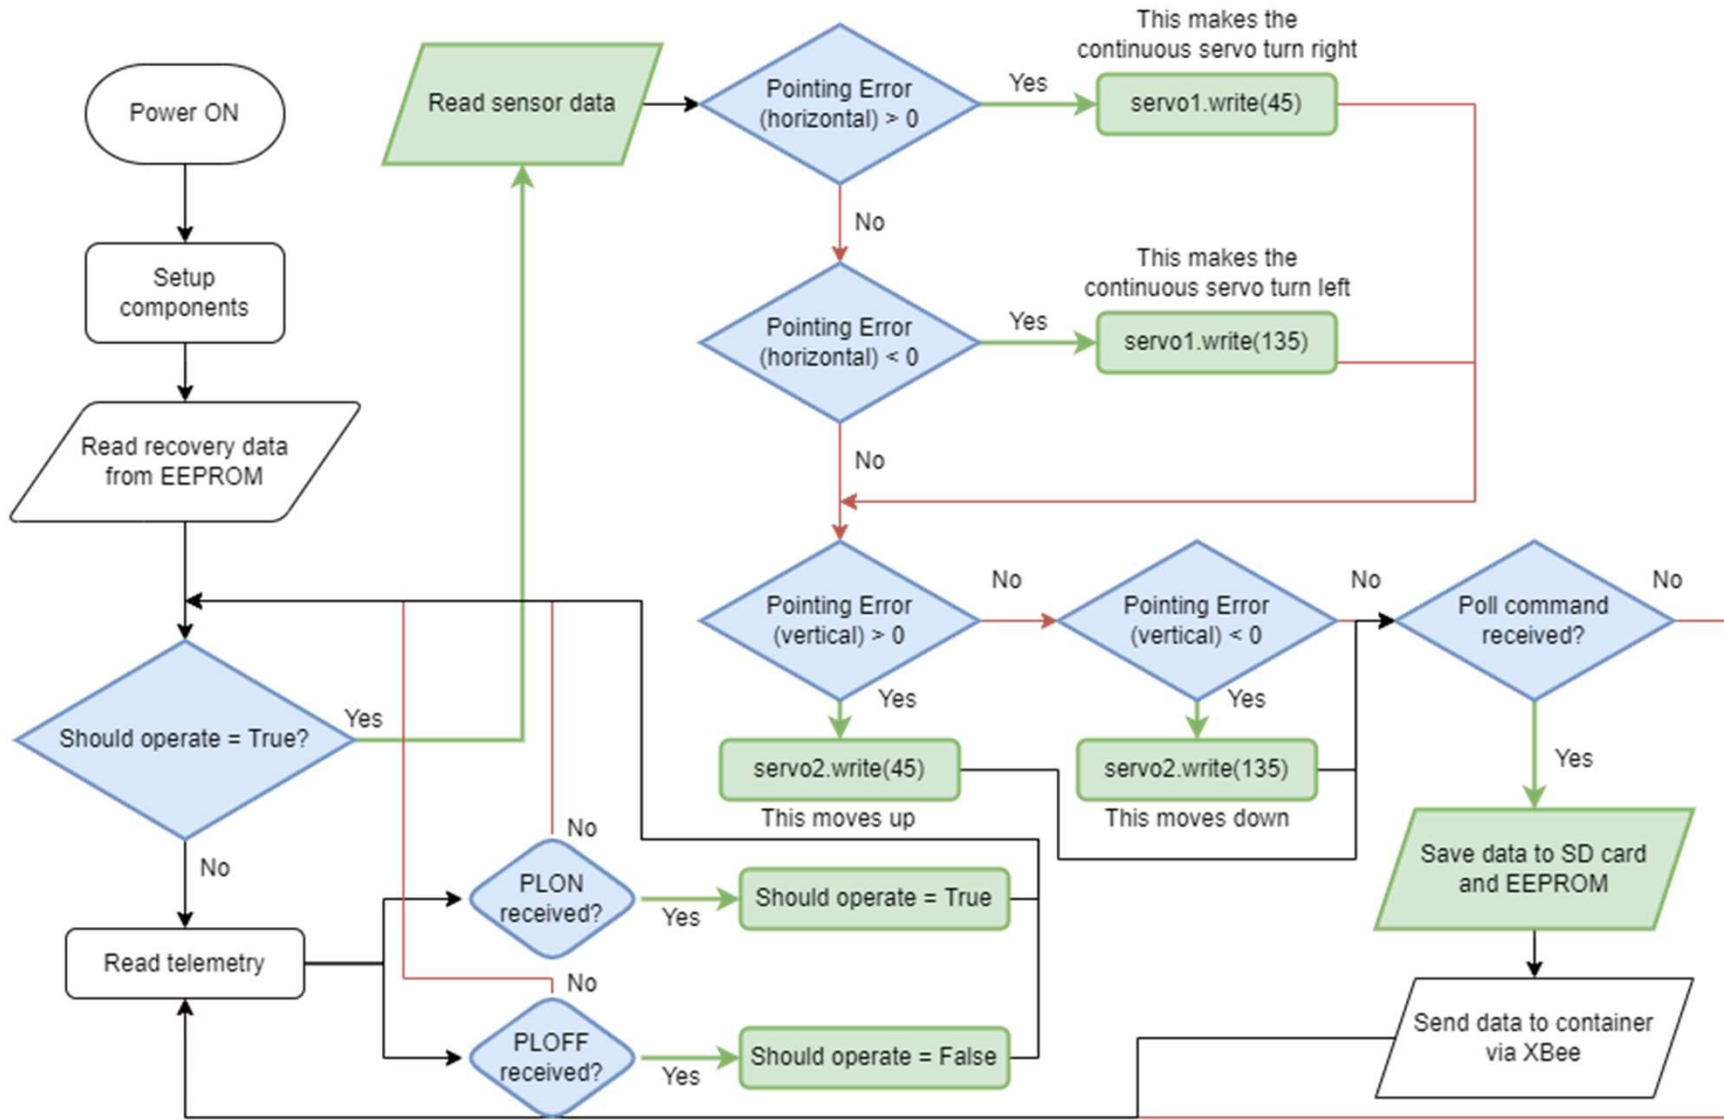 Power ON
Setup
components
Read recovery data
from EEPROM
Should operate = True?
Yes
No
Read telemetry
Read sensor data
Pointing Error
(horizontal) > 0
Yes
This makes the
continuous servo turn right
servo1.write(45)
No
Pointing Error
(horizontal) < 0
Yes
This makes the
continuous servo turn left
servo1.write(135)
No
Pointing Error
(vertical) > 0
No
Yes
servo2.write(45)
This moves up
Pointing Error
(vertical) < 0
No
Yes
servo2.write(135)
This moves down
Poll command
received?
No
Yes
Save data to SD card
and EEPROM
Send data to container
via XBee
No
PLON
received?
Yes
Should operate = True
No
PLOFF
received?
Yes
Should operate = False